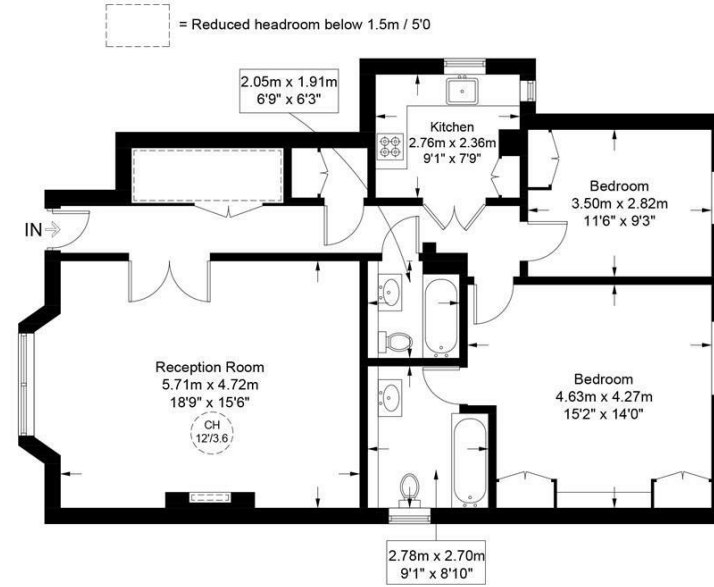 = Reduced headroom below 1.5m / 5'0
2.05m x 1.91m
6'9" x 6'3"
Kitchen
2.76m x 2.36m
9'1" x 7'9"
Bedroom
3.50m x 2.82m
11'6" x 9'3"
IN
Reception Room
5.71m x 4.72m
18'9" x 15'6"
CH
12'/3.6
Bedroom
4.63m x 4.27m
15'2" x 14'0"
2.78m x 2.70m
9'1" x 8'10"